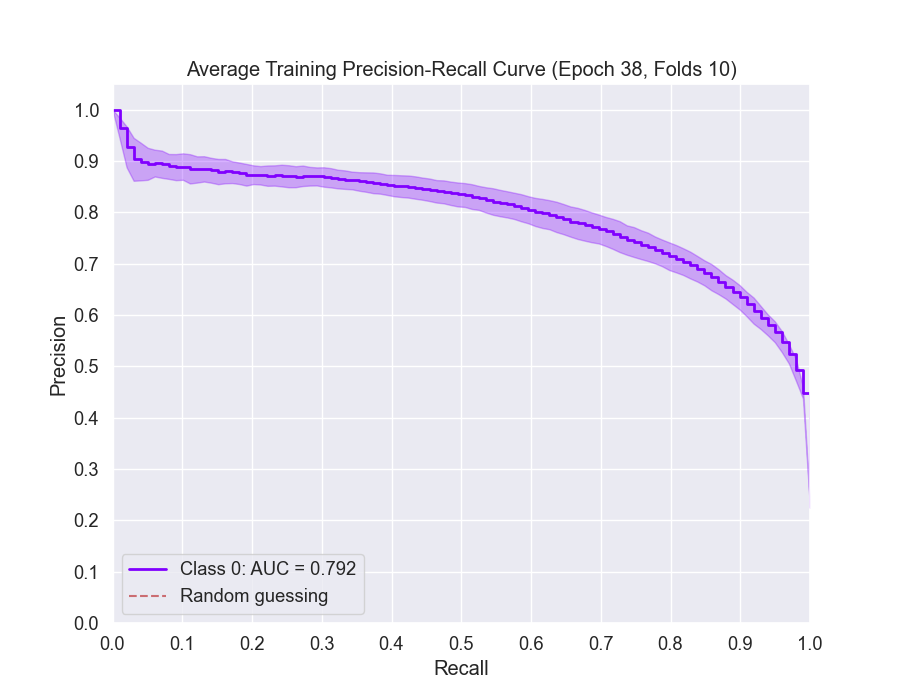 Average Training Precision-Recall Curve (Epoch 38, Folds 10)
1.0
0.9
0.8
0.7
0.6
0.5
0.4
0.3
0.2
0.1
0.0
Precision
Class 0: AUC = 0.792
Random guessing
0.0 0.1 0.2 0.3 0.4 0.5 0.6 0.7 0.8 0.9 1.0
Recall